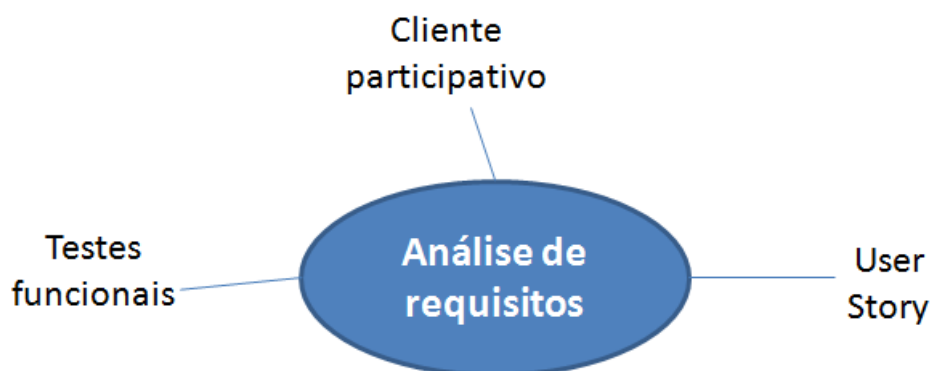 Cliente
participativo
Testes
funcionais
Análise de
requisitos
User
Story